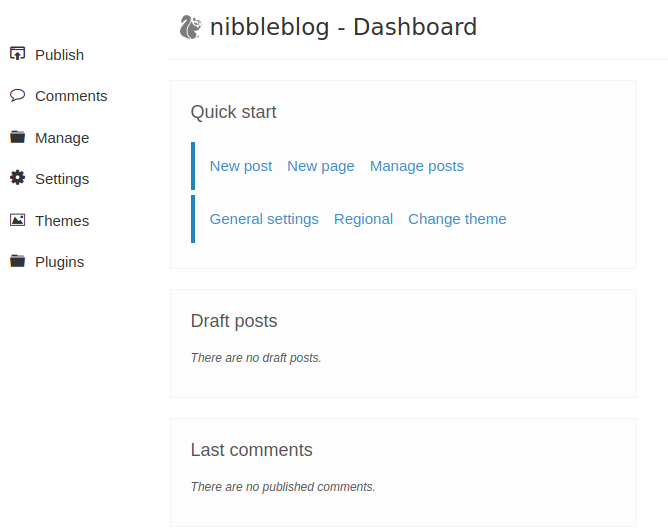 nibbleblog - Dashboard
Publish
Comments
Manage
Settings
Themes
Plugins
Quick start
New post New page Manage posts
General settings Regional Change theme
Draft posts
There are no draft posts.
Last comments
There are no published comments.